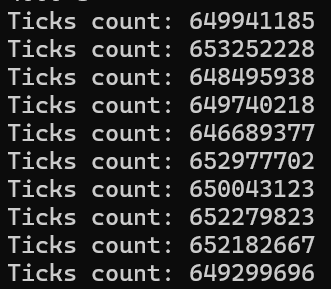 Ticks count: 649941185
Ticks count: 653252228
Ticks count: 648495938
Ticks count: 649740218
Ticks count: 646689377
Ticks count: 652977702
Ticks count: 650043123
Ticks count: 652279823
Ticks count: 652182667
Ticks count: 649299696